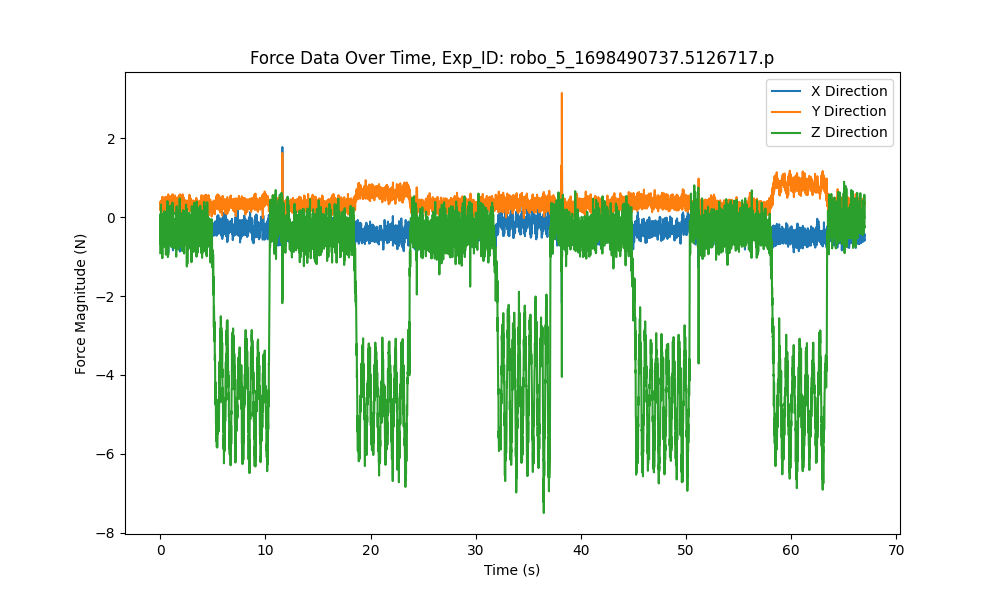 Force Data Over Time, Exp_ID: robo_5_1698490737.5126717.p
X Direction
Y Direction
Z Direction
2
0
−2
−4
−6
−8
Force Magnitude (N)
0 10 20 30 40 50 60 70
Time (s)